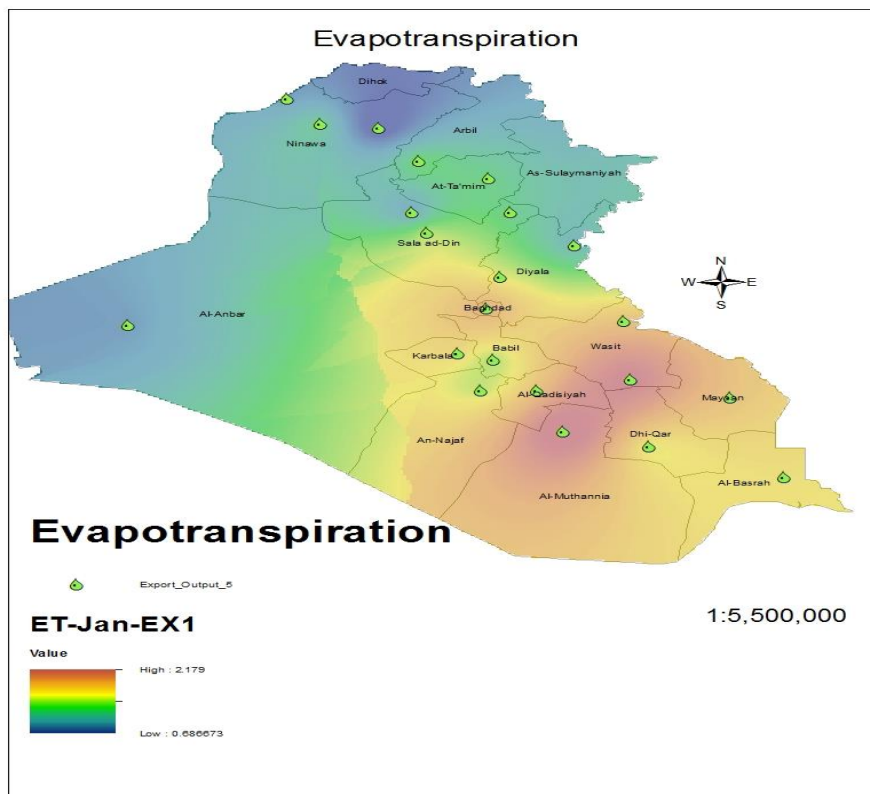 Evapotranspiration
Dihok
Arbil
Ninawa
As-Sulaymaniyah
At-Ta'mim
Sala ad-Din
Diyala
N
W E
S
Al-Anbar
Baghdad
Wasit
Babil
Karbala
Al-Qadisiyah
Maysan
An-Najaf
Dhi-Qar
Al-Basrah
Al-Muthannia
Evapotranspiration
Export_Output_5
1:5,500,000
ET-Jan-EX1
Value
High : 2.179
Low : 0.686673